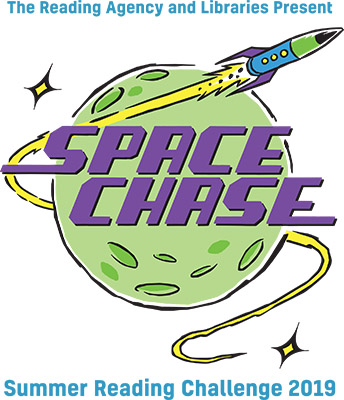 The Reading Agency and Libraries Present
SPACE
CHASE
Summer Reading Challenge 2019